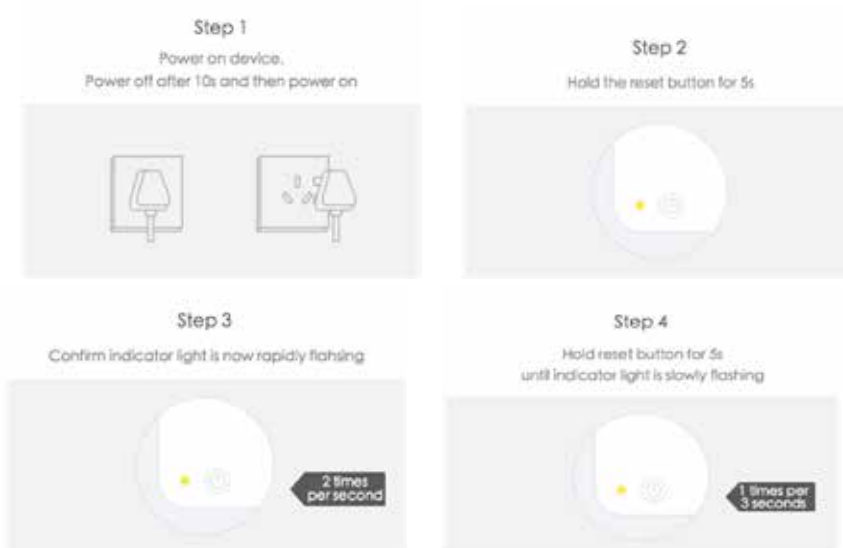 Step 1
Power on device.
Power off after 10s and then power on
Step 2
Hold the reset button for 5s
Step 3
Confirm indicator light is now rapidly flahsing
2 times
per second
Step 4
Hold reset button for 5s
until indicator light is slowly flashing
1 times per
3 seconds